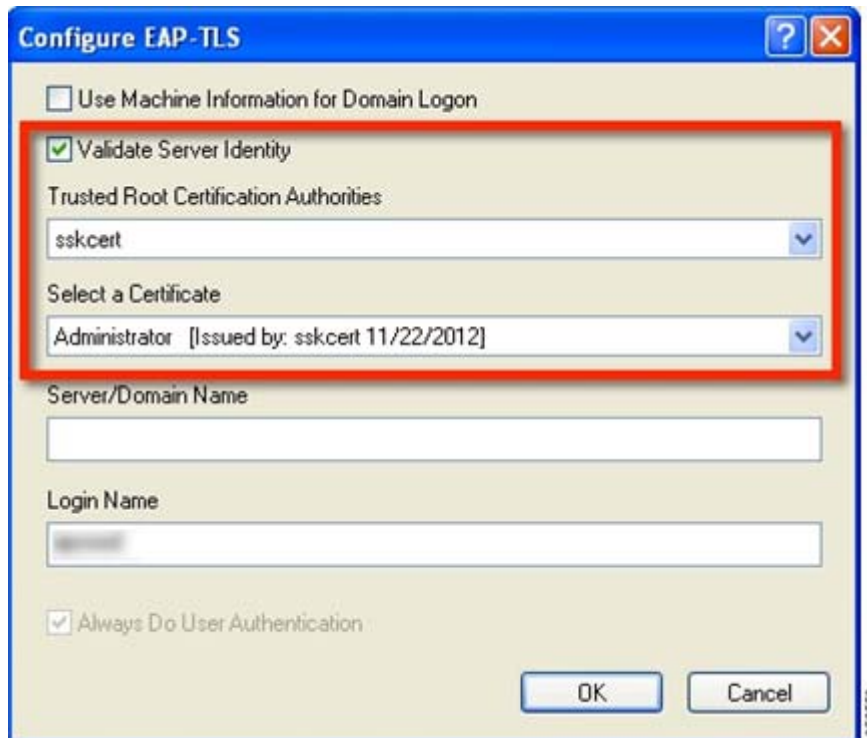 Configure EAP-TLS
Use Machine Information for Domain Logon
Validate Server Identity
Trusted Root Certification Authorities
sskcert
Select a Certificate
Administrator [Issued by: sskcert 11/22/2012]
Server/Domain Name
Login Name
Always Do User Authentication
OK
Cancel